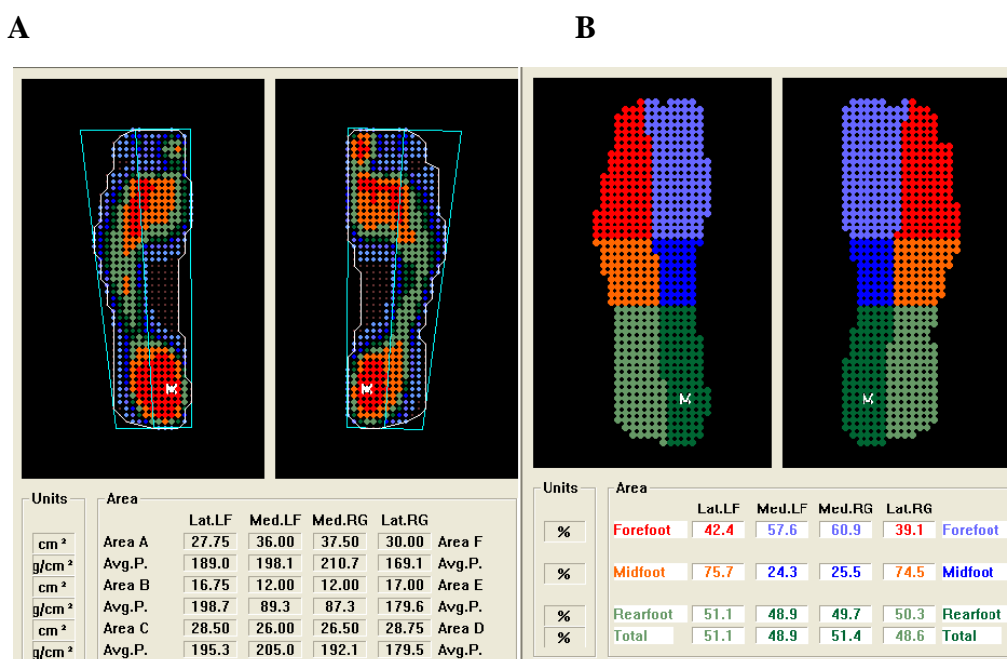 A B
Units Area
Lat.LF Med.LF Med.RG Lat.RG
cm² Area A 27.75 36.00 37.50 30.00 Area F
g/cm² Avg.P. 189.0 198.1 210.7 169.1 Avg.P.
cm² Area B 16.75 12.00 12.00 17.00 Area E
g/cm² Avg.P. 198.7 89.3 87.3 179.6 Avg.P.
cm² Area C 28.50 26.00 26.50 28.75 Area D
g/cm² Avg.P. 195.3 205.0 192.1 179.5 Avg.P.
Units Area
Lat.LF Med.LF Med.RG Lat.RG
% Forefoot 42.4 57.6 60.9 39.1 Forefoot
% Midfoot 75.7 24.3 25.5 74.5 Midfoot
% Rearfoot 51.1 48.9 49.7 50.3 Rearfoot
% Total 51.1 48.9 51.4 48.6 Total